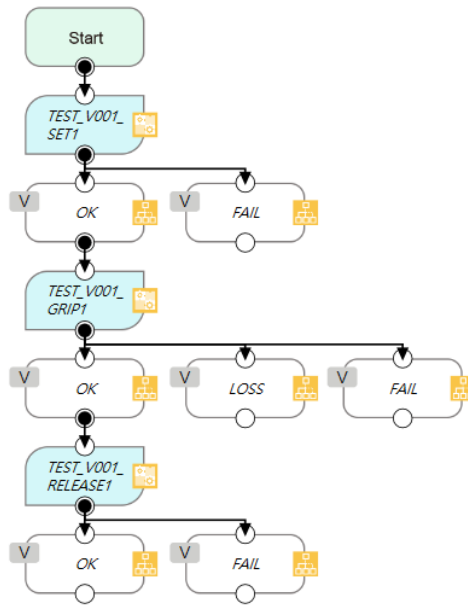 Start
TEST_V001_
SET1
V
OK
V
FAIL
TEST_V001_
GRIP1
V
OK
V
LOSS
V
FAIL
TEST_V001_
RELEASE1
V
OK
V
FAIL